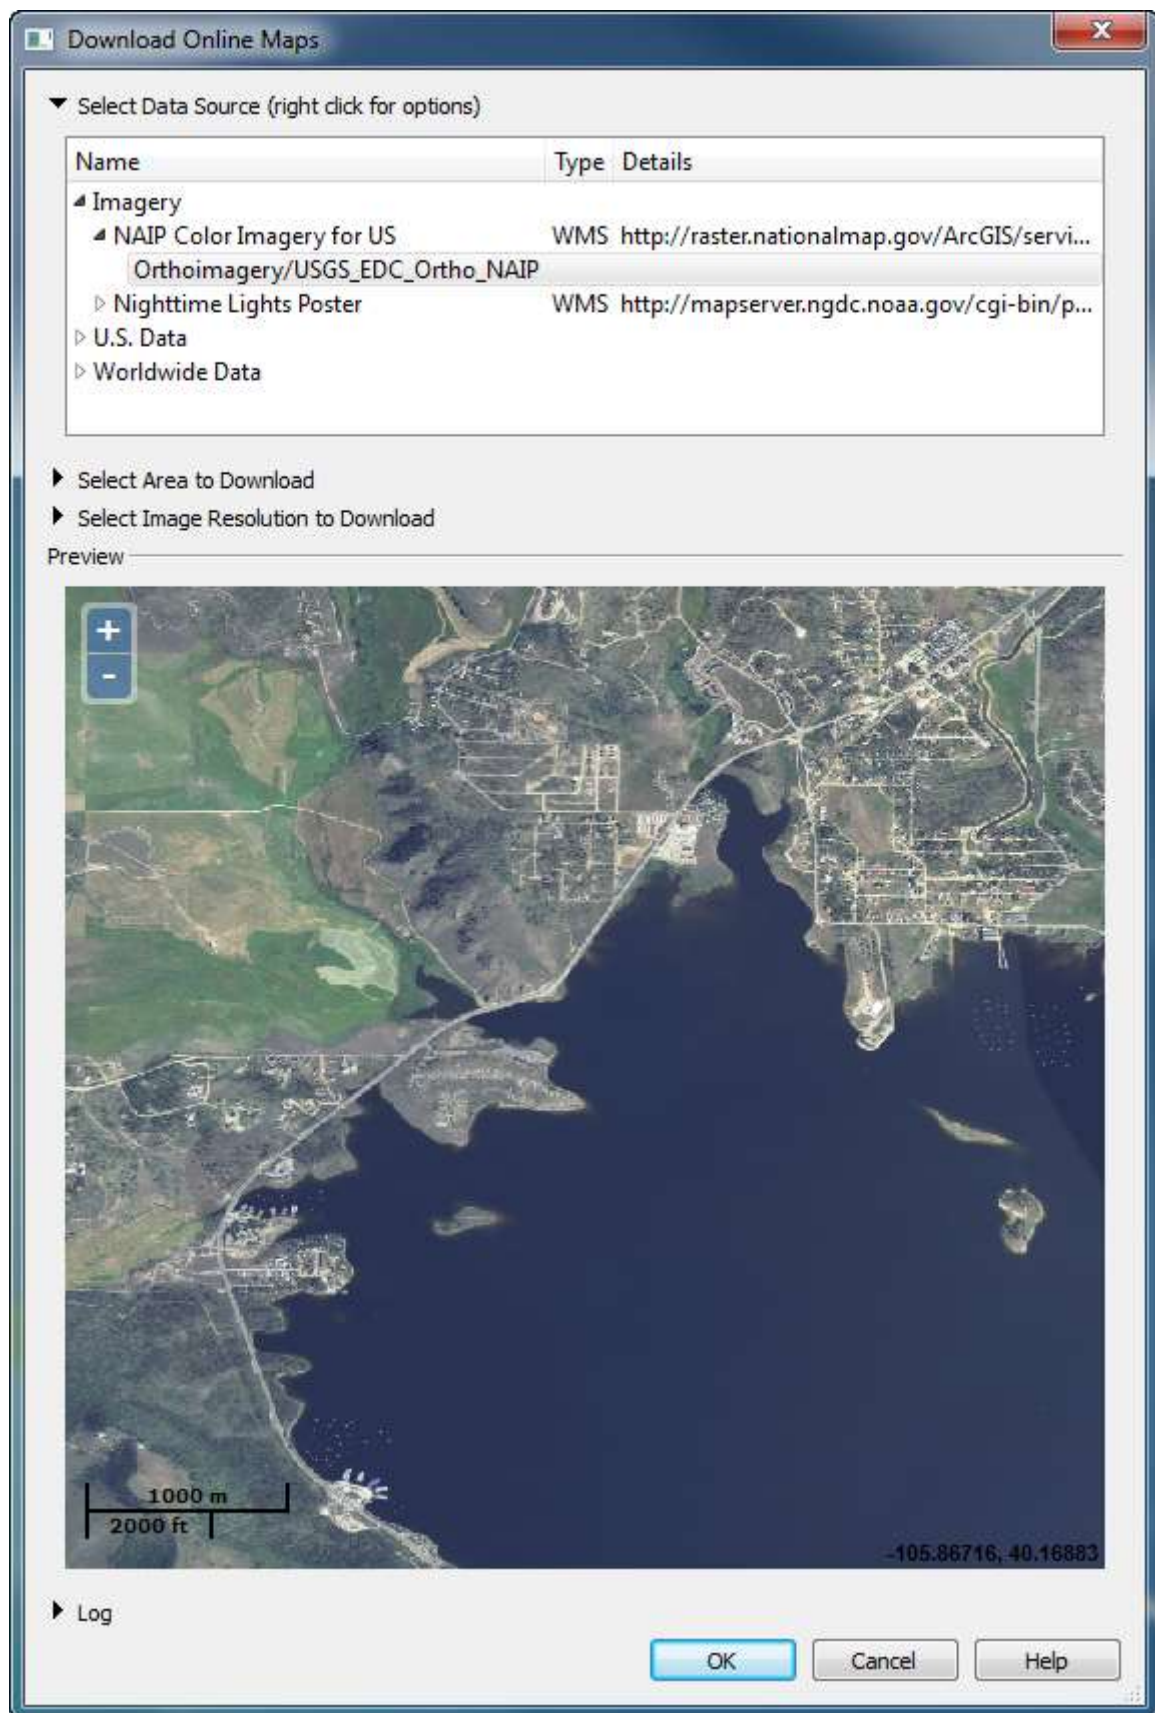 Download Online Maps
Select Data Source (right click for options)
Name Type Details
Imagery
NAIP Color Imagery for US WMS http://raster.nationalmap.gov/ArcGIS/servi...
Orthoimagery/USGS_EDC_Ortho_NAIP
Nighttime Lights Poster WMS http://mapserver.ngdc.noaa.gov/cgi-bin/p...
U.S. Data
Worldwide Data
Select Area to Download
Select Image Resolution to Download
Preview
+
-
1000 m
2000 ft
-105.86716, 40.16883
Log
OK Cancel Help